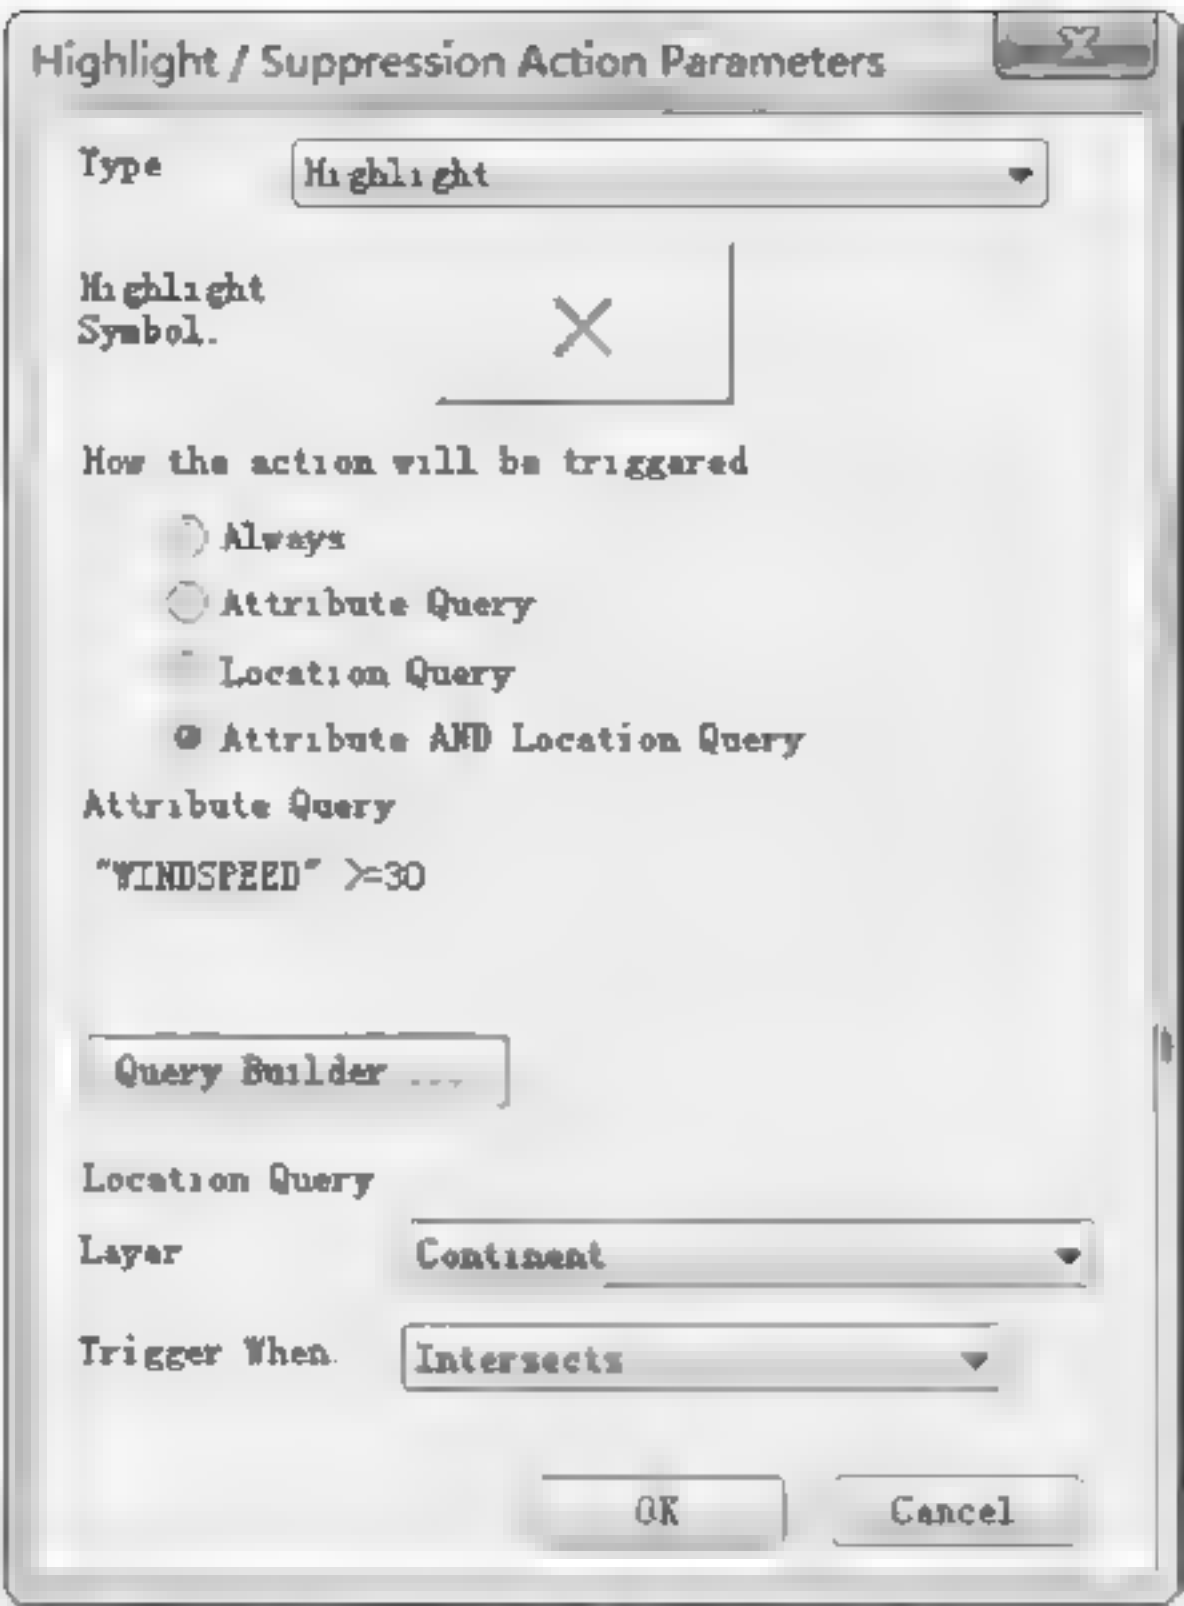 Highlight / Suppression Action Parameters
Type
Highlight
Highlight
Symbol.
How the action will be triggered
Always
Attribute Query
Location Query
Attribute AND Location Query
Attribute Query
"WINDSPEED" >=30
Query Builder ...
Location Query
Layer
Continent
Trigger When
Intersects
OK
Cancel